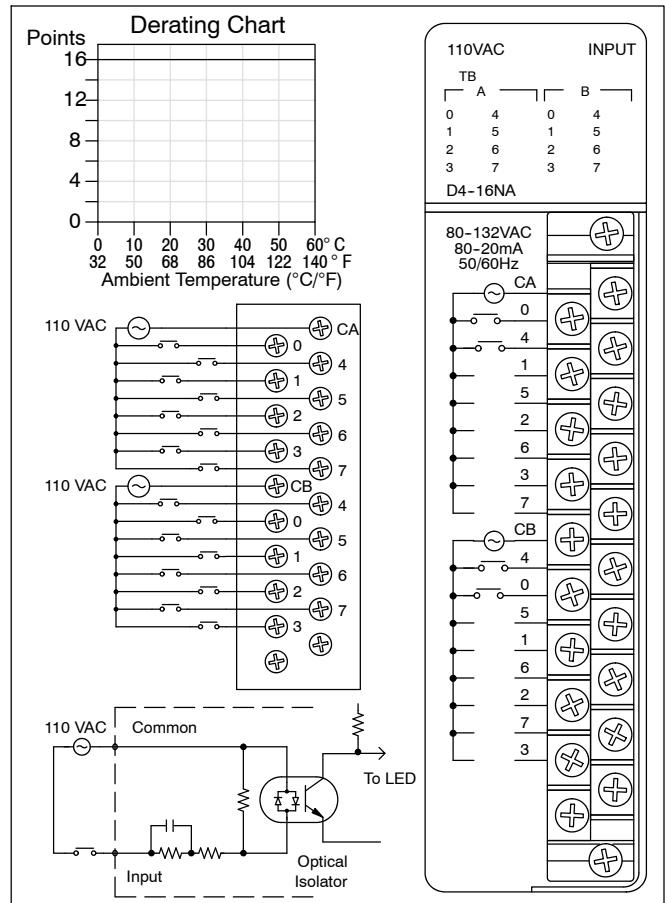 Derating Chart
Points
16
12
8
4
0
0 10 20 30 40 50 60°C
32 50 68 86 104 122 140°F
Ambient Temperature (°C/°F)
110 VAC
CA
0
4
1
5
2
6
3
7
110 VAC
CB
4
0
5
1
6
2
7
3
110 VAC
Common
To LED
Input
Optical
Isolator
110VAC INPUT
TB
A B
0 4 0 4
1 5 1 5
2 6 2 6
3 7 3 7
D4--16NA
80--132VAC
80--20mA
50/60Hz
CA
0
4
1
5
2
6
3
7
CB
4
0
5
1
6
2
7
3